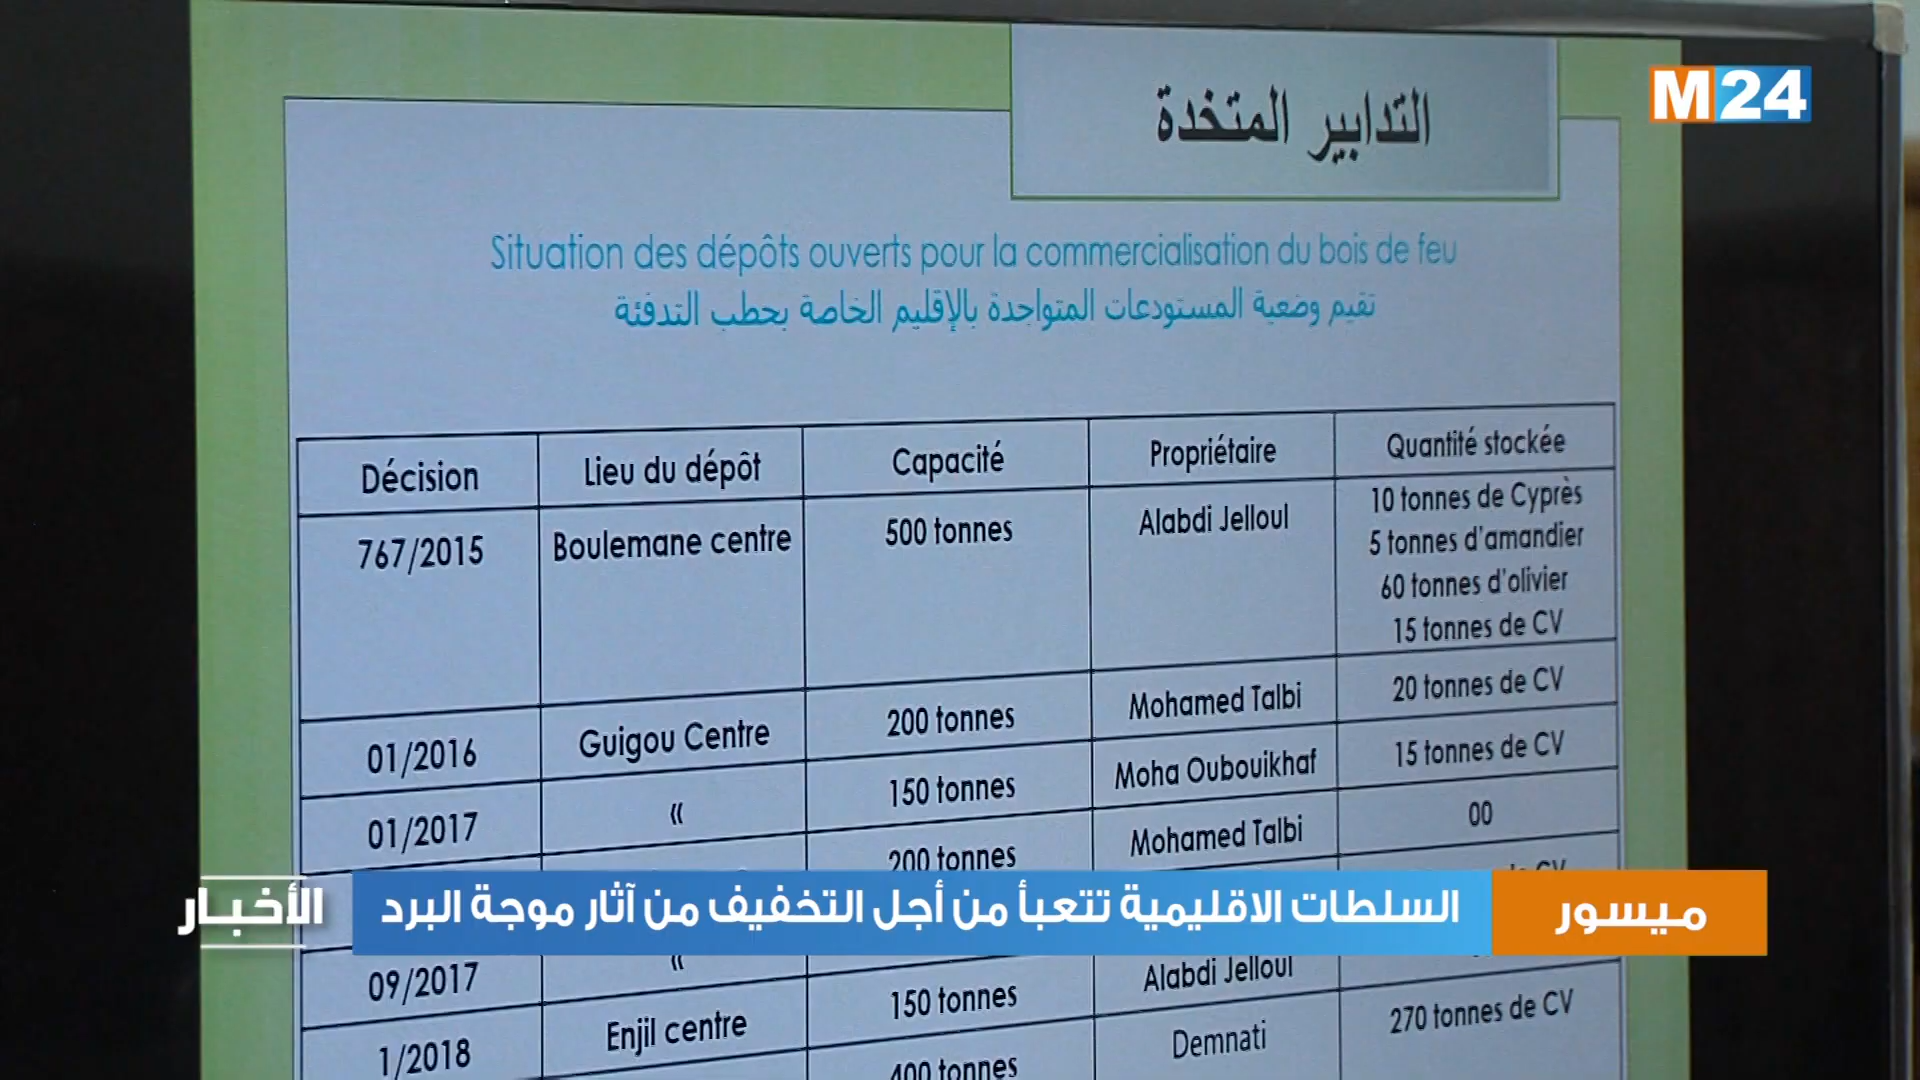 M24
التدابير المتخدة
Situation des dépôts ouverts pour la commercialisation du bois de feu
تقيم وضعية المستودعات المتواجدة بالإقليم الخاصة بحطب التدفئة
Décision Lieu du dépôt Capacité Propriétaire Quantité stockée
767/2015 Boulemane centre 500 tonnes Alabdi Jelloul 10 tonnes de Cyprès
5 tonnes d'amandier
60 tonnes d'olivier
15 tonnes de CV
01/2016 Guigou Centre 200 tonnes Mohamed Talbi 20 tonnes de CV
01/2017 « 150 tonnes Moha Oubouikhaf 15 tonnes de CV
200 tonnes Mohamed Talbi 00
de CV
ميسور
السلطات الاقليمية تتعبأ من أجل التخفيف من آثار موجة البرد
الأخبار
09/2017 « 150 tonnes Alabdi Jelloul
1/2018 Enjil centre 400 tonnes Demnati 270 tonnes de CV